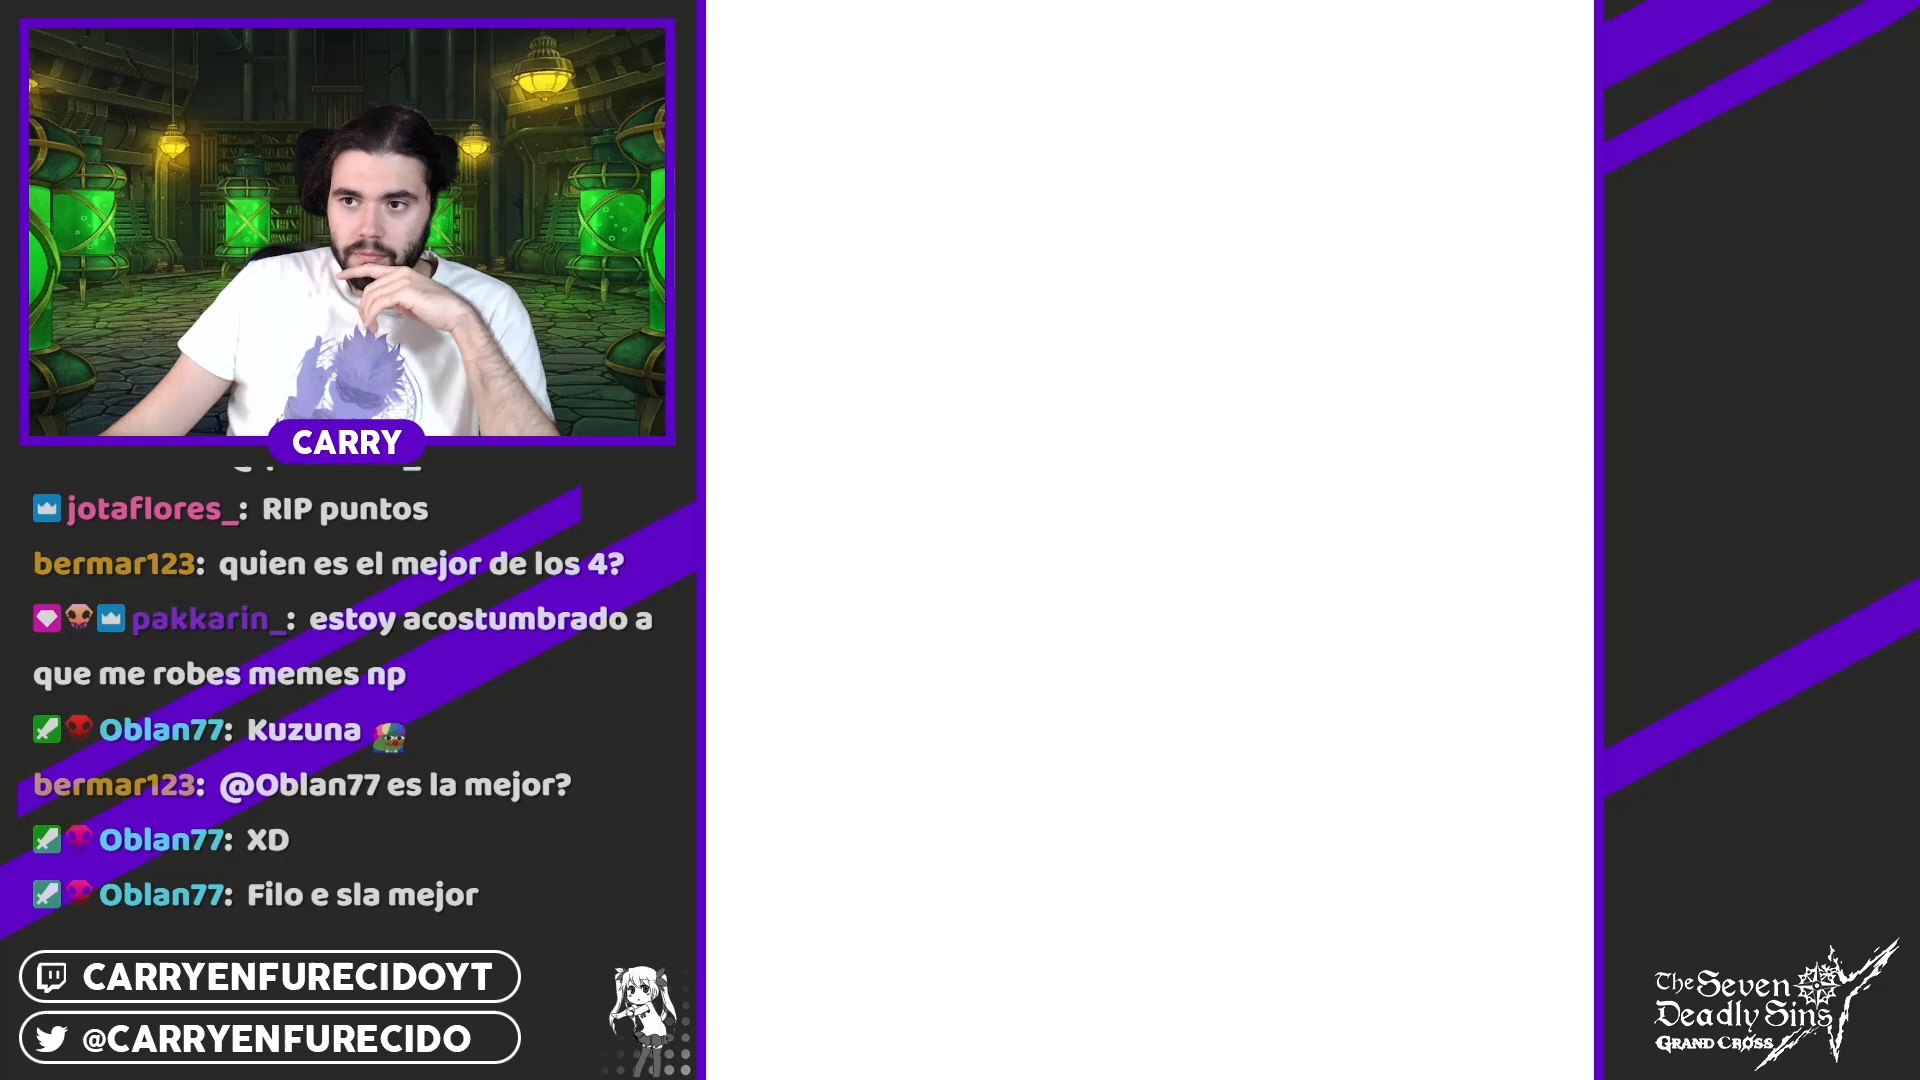 CARRY
jotaflores_: RIP puntos
bermar123: quien es el mejor de los 4?
pakkarin_: estoy acostumbrado a
que me robes memes np
Oblan77: Kuzuna
bermar123: @Oblan77 es la mejor?
Oblan77: XD
Oblan77: Filo e sla mejor
CARRYENFURECIDOYT
@CARRYENFURECIDO
The Seven
Deadly Sins
GRAND CROSS